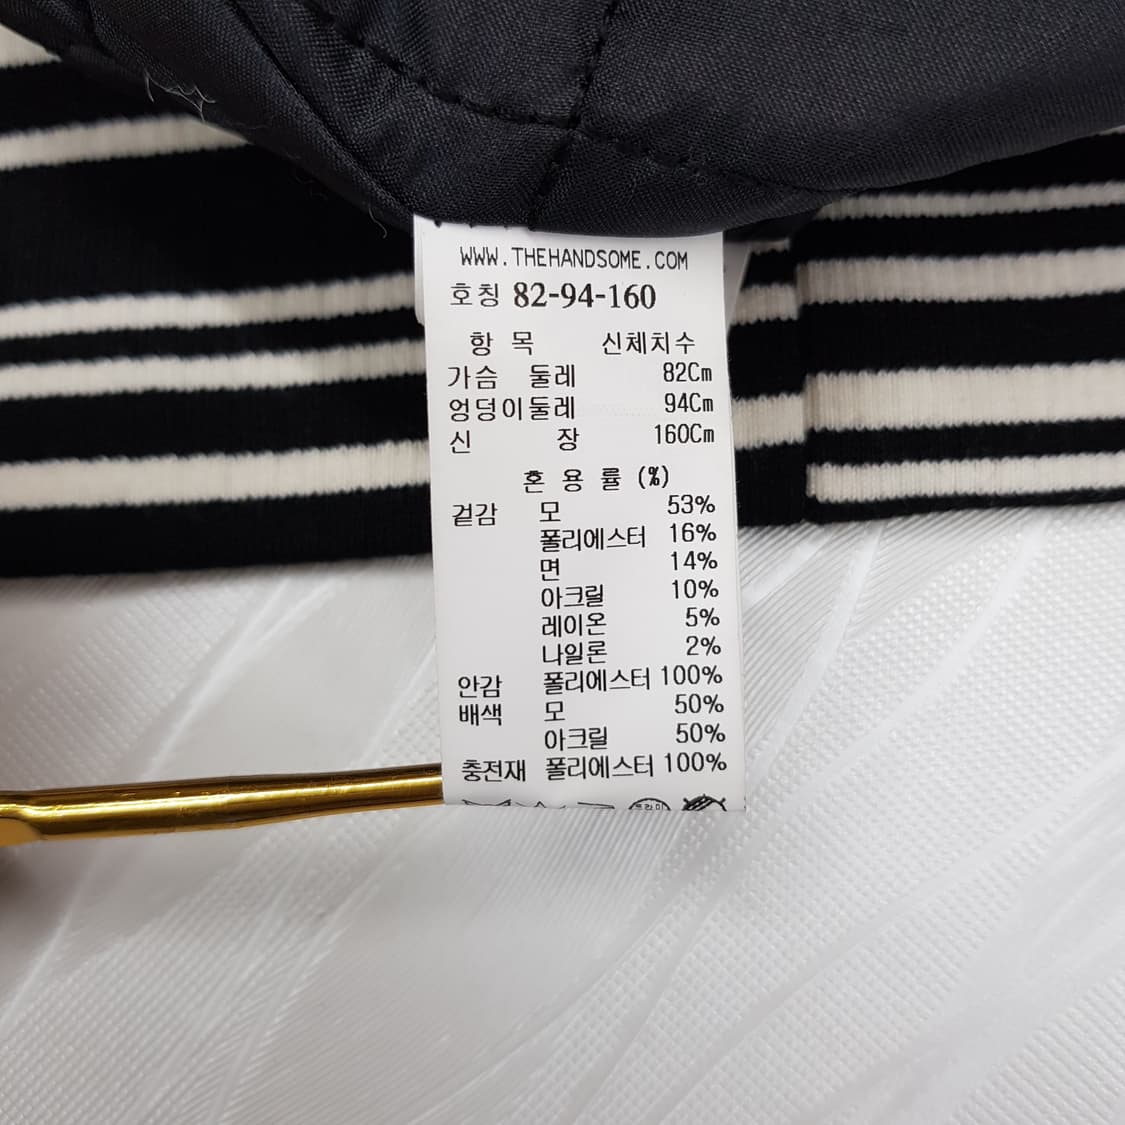 WWW.THEHANDSOME.COM
호칭 82-94-160
항 목 신체치수
가슴 둘레 82Cm
엉덩이둘레 94Cm
신 장 160Cm
혼 용 률 (%)
겉감 모 53%
폴리에스터 16%
면 14%
아크릴 10%
레이온 5%
나일론 2%
안감 폴리에스터 100%
배색 모 50%
아크릴 50%
충전재 폴리에스터 100%